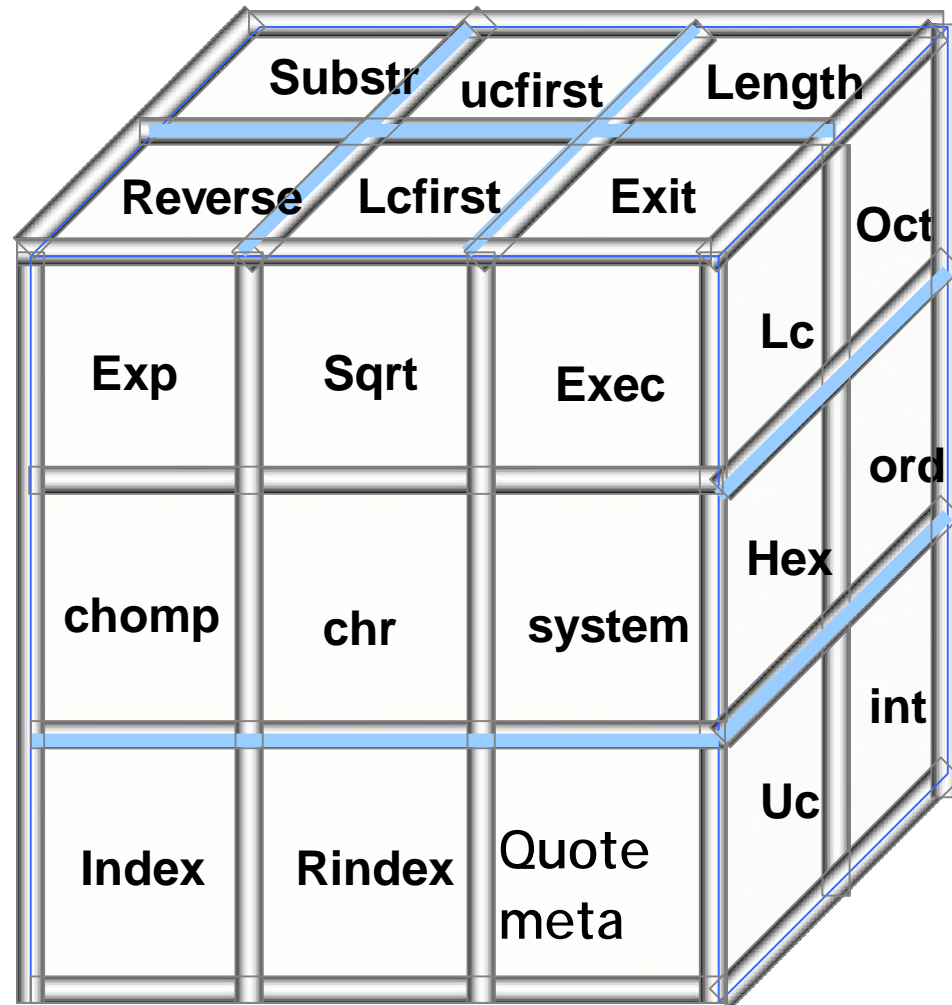 Substr ucfirst Length
Reverse Lcfirst Exit
Exp Sqrt Exec
chomp chr system
Index Rindex Quote
meta
Lc Oct
Hex ord
Uc int